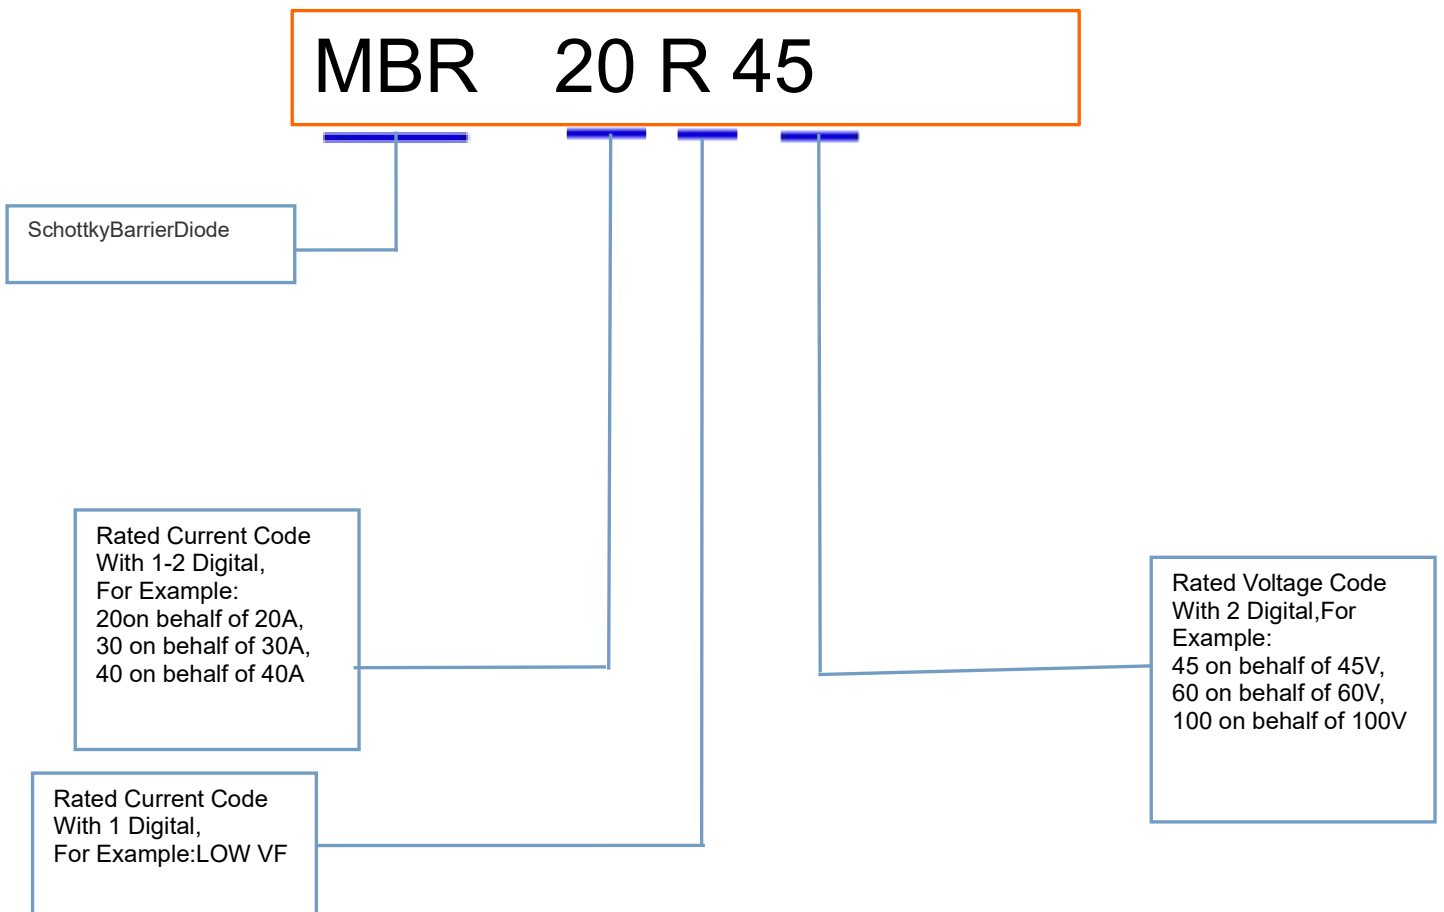 MBR 20 R 45
SchottkyBarrierDiode
Rated Current Code
With 1-2 Digital,
For Example:
20on behalf of 20A,
30 on behalf of 30A,
40 on behalf of 40A
Rated Voltage Code
With 2 Digital,For
Example:
45 on behalf of 45V,
60 on behalf of 60V,
100 on behalf of 100V
Rated Current Code
With 1 Digital,
For Example:LOW VF